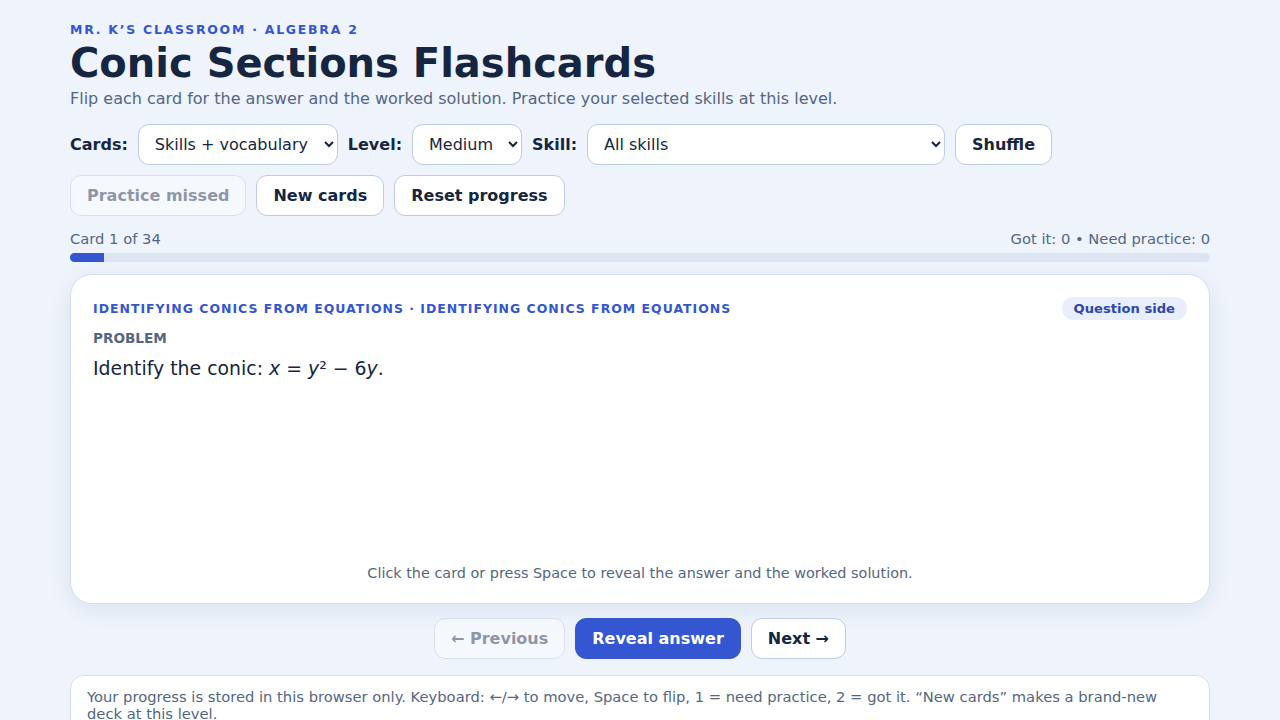 MR. K’S CLASSROOM · ALGEBRA 2
Conic Sections Flashcards
Flip each card for the answer and the worked solution. Practice your selected skills at this level.
Cards: Skills + vocabulary Level: Medium Skill: All skills Shuffle
Practice missed New cards Reset progress
Card 1 of 34 Got it: 0 • Need practice: 0
IDENTIFYING CONICS FROM EQUATIONS · IDENTIFYING CONICS FROM EQUATIONS Question side
PROBLEM
Identify the conic: x = y² − 6y.
Click the card or press Space to reveal the answer and the worked solution.
← Previous Reveal answer Next →
Your progress is stored in this browser only. Keyboard: ←/→ to move, Space to flip, 1 = need practice, 2 = got it. “New cards” makes a brand-new
deck at this level.